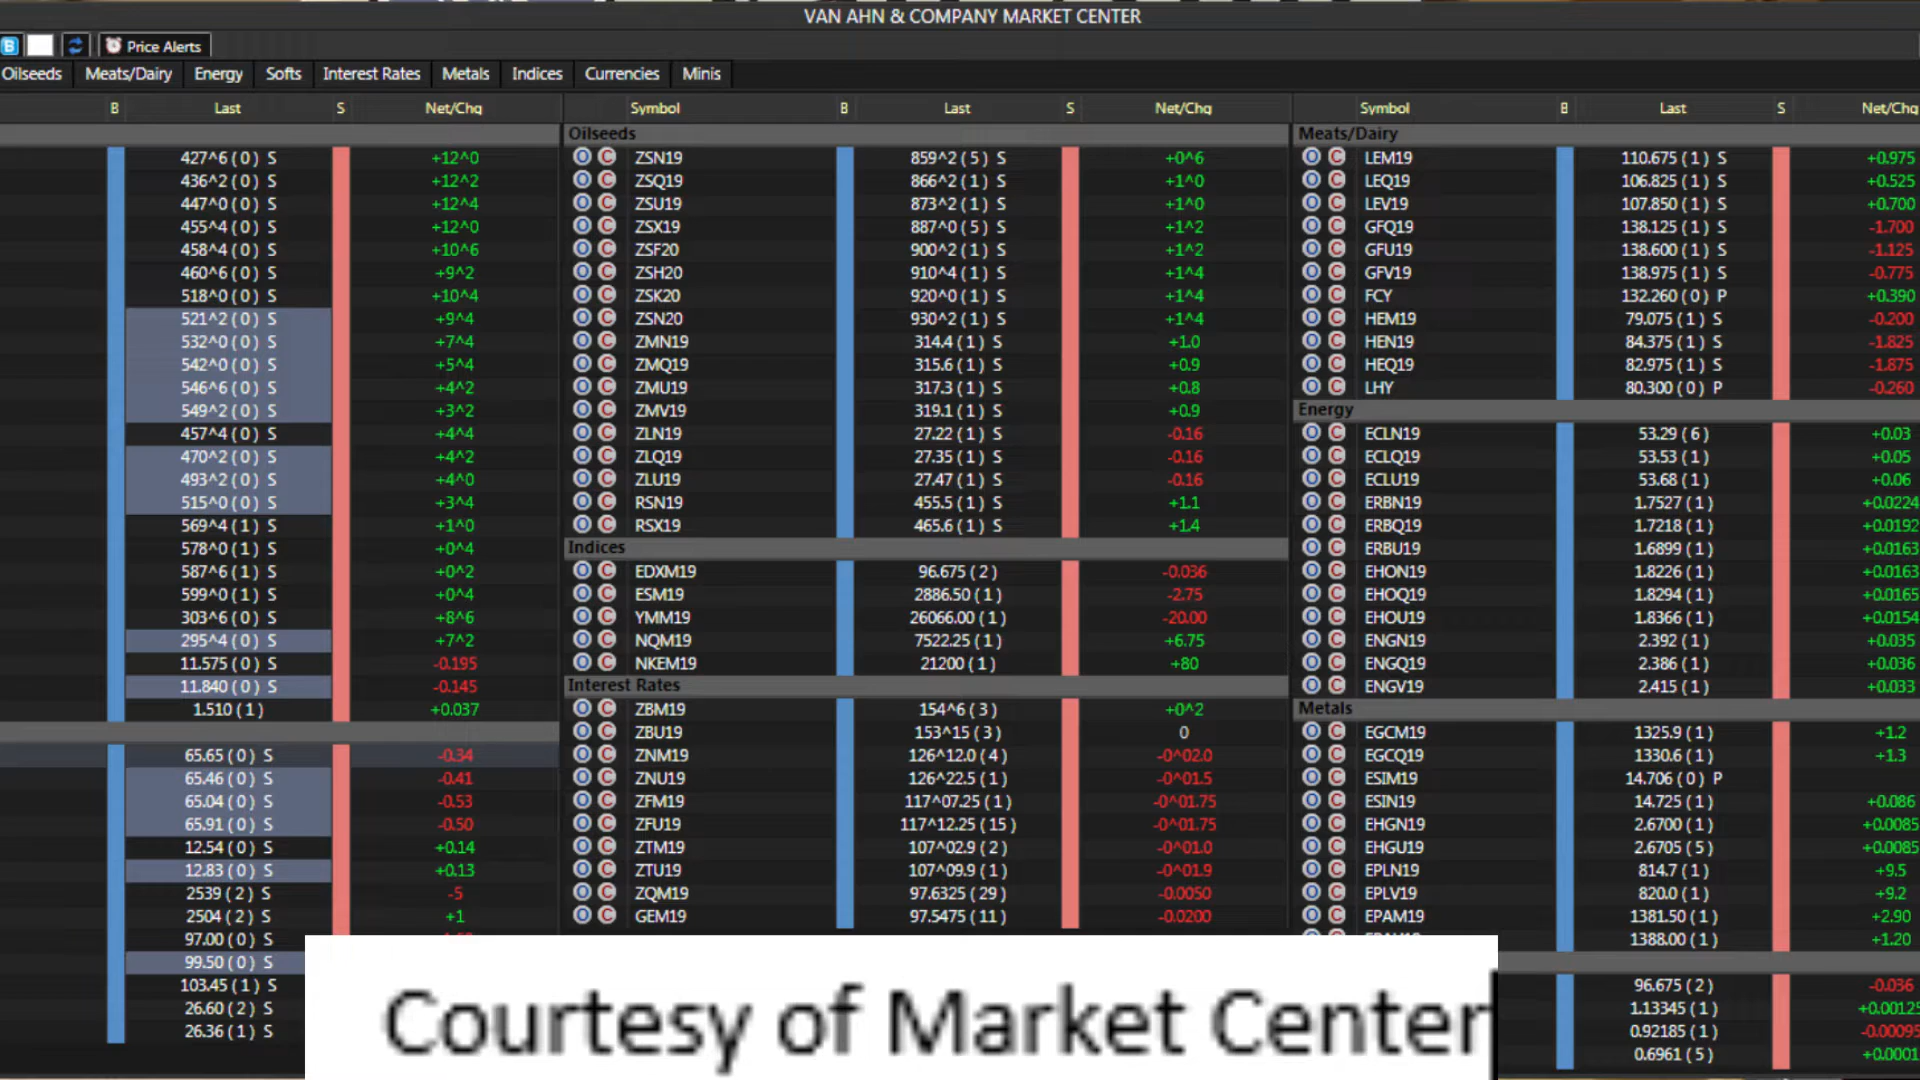 VAN AHN & COMPANY MARKET CENTER
B Price Alerts
Oilseeds Meats/Dairy Energy Softs Interest Rates Metals Indices Currencies Minis
B Last S Net/Chg
427^6 (0) S +12^0
436^2 (0) S +12^2
447^0 (0) S +12^4
455^4 (0) S +12^0
458^4 (0) S +10^6
460^6 (0) S +9^2
518^0 (0) S +10^4
521^2 (0) S +9^4
532^0 (0) S +7^4
542^0 (0) S +5^4
546^6 (0) S +4^2
549^2 (0) S +3^2
457^4 (0) S +4^4
470^2 (0) S +4^2
493^2 (0) S +4^0
515^0 (0) S +3^4
569^4 (1) S +1^0
578^0 (1) S +0^4
587^6 (1) S +0^2
599^0 (1) S +0^4
303^6 (0) S +8^6
295^4 (0) S +7^2
11.575 (0) S -0.195
11.840 (0) S -0.145
1.510 (1) +0.037
65.65 (0) S -0.34
65.46 (0) S -0.41
65.04 (0) S -0.53
65.91 (0) S -0.50
12.54 (0) S +0.14
12.83 (0) S +0.13
2539 (2) S -5
2504 (2) S +1
97.00 (0) S
99.50 (0) S
103.45 (1) S
26.60 (2) S
26.36 (1) S
Symbol B Last S Net/Chg
Oilseeds
O C ZSN19 859^2 (5) S +0^6
O C ZSQ19 866^2 (1) S +1^0
O C ZSU19 873^2 (1) S +1^0
O C ZSX19 887^0 (5) S +1^2
O C ZSF20 900^2 (1) S +1^2
O C ZSH20 910^4 (1) S +1^4
O C ZSK20 920^0 (1) S +1^4
O C ZSN20 930^2 (1) S +1^4
O C ZMN19 314.4 (1) S +1.0
O C ZMQ19 315.6 (1) S +0.9
O C ZMU19 317.3 (1) S +0.8
O C ZMV19 319.1 (1) S +0.9
O C ZLN19 27.22 (1) S -0.16
O C ZLQ19 27.35 (1) S -0.16
O C ZLU19 27.47 (1) S -0.16
O C RSN19 455.5 (1) S +1.1
O C RSX19 465.6 (1) S +1.4
Indices
O C EDXM19 96.675 (2) -0.036
O C ESM19 2886.50 (1) -2.75
O C YMM19 26066.00 (1) -20.00
O C NQM19 7522.25 (1) +6.75
O C NKEM19 21200 (1) +80
Interest Rates
O C ZBM19 154^6 (3) +0^2
O C ZBU19 153^15 (3) 0
O C ZNM19 126^12.0 (4) -0^02.0
O C ZNU19 126^22.5 (1) -0^01.5
O C ZFM19 117^07.25 (1) -0^01.75
O C ZFU19 117^12.25 (15) -0^01.75
O C ZTM19 107^02.9 (2) -0^01.0
O C ZTU19 107^09.9 (1) -0^01.9
O C ZQM19 97.6325 (29) -0.0050
O C GEM19 97.5475 (11) -0.0200
Symbol B Last S Net/Chg
Meats/Dairy
O C LEM19 110.675 (1) S +0.975
O C LEQ19 106.825 (1) S +0.525
O C LEV19 107.850 (1) S +0.700
O C GFQ19 138.125 (1) S -1.700
O C GFU19 138.600 (1) S -1.125
O C GFV19 138.975 (1) S -0.775
O C FCY 132.260 (0) P +0.390
O C HEM19 79.075 (1) S -0.200
O C HEN19 84.375 (1) S -1.825
O C HEQ19 82.975 (1) S -1.875
O C LHY 80.300 (0) P -0.260
Energy
O C ECLN19 53.29 (6) +0.03
O C ECLQ19 53.53 (1) +0.05
O C ECLU19 53.68 (1) +0.06
O C ERBN19 1.7527 (1) +0.0224
O C ERBQ19 1.7218 (1) +0.0192
O C ERBU19 1.6899 (1) +0.0163
O C EHON19 1.8226 (1) +0.0163
O C EHOQ19 1.8294 (1) +0.0165
O C EHOU19 1.8366 (1) +0.0154
O C ENGN19 2.392 (1) +0.035
O C ENGQ19 2.386 (1) +0.036
O C ENGV19 2.415 (1) +0.033
Metals
O C EGCM19 1325.9 (1) +1.2
O C EGCQ19 1330.6 (1) +1.3
O C ESIM19 14.706 (0) P
O C ESIN19 14.725 (1) +0.086
O C EHGN19 2.6700 (1) +0.0085
O C EHGU19 2.6705 (5) +0.0085
O C EPLN19 814.7 (1) +9.5
O C EPLV19 820.0 (1) +9.2
O C EPAM19 1381.50 (1) +2.90
1388.00 (1) +1.20
96.675 (2) -0.036
1.13345 (1) +0.00125
0.92185 (1) -0.00095
0.6961 (5) +0.0001
Courtesy of Market Center